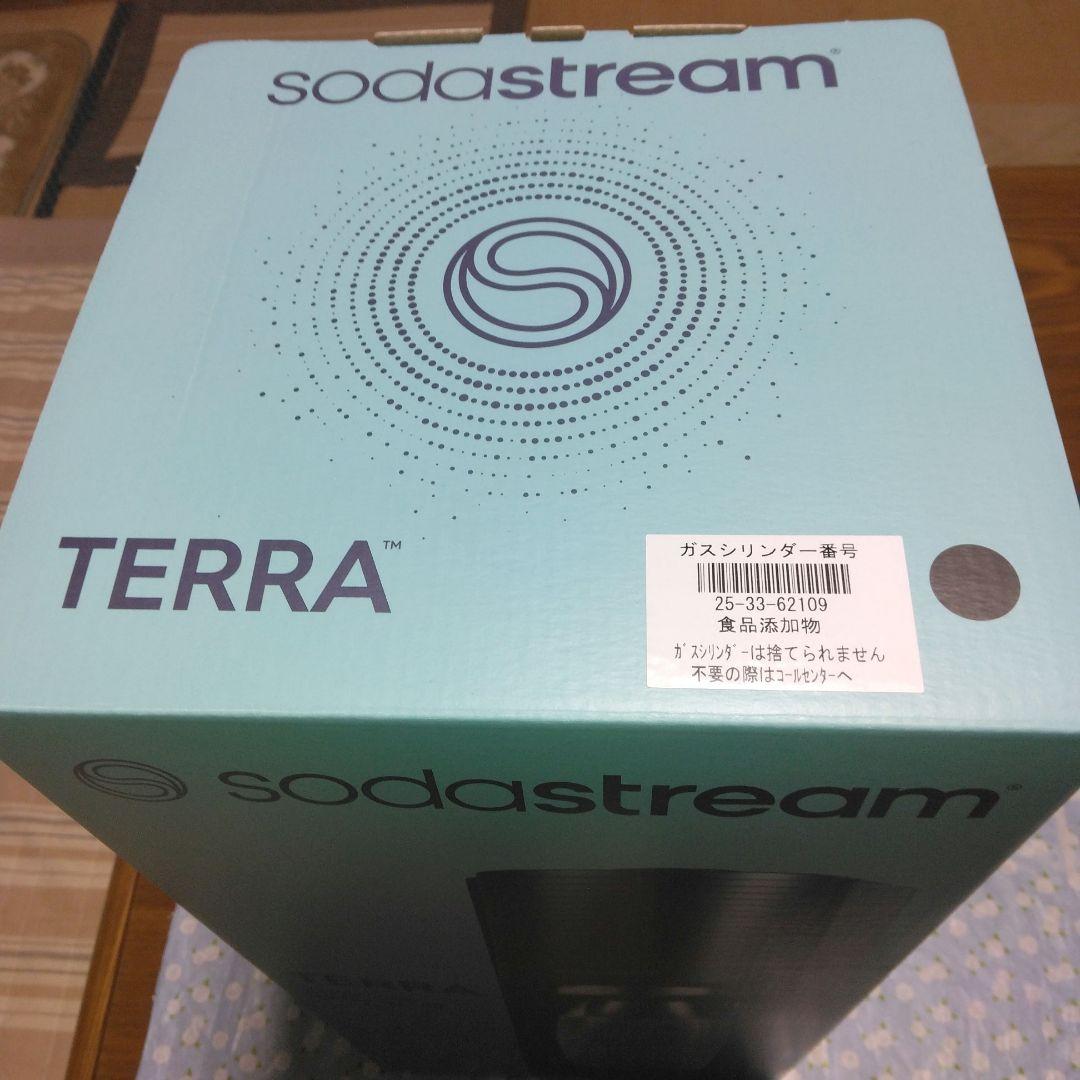 sodastream®
TERRA™
ガスシリンダー番号
25-33-62109
食品添加物
ガスシリンダーは捨てられません
不要の際はコールセンターへ
sodastream®
TERRA